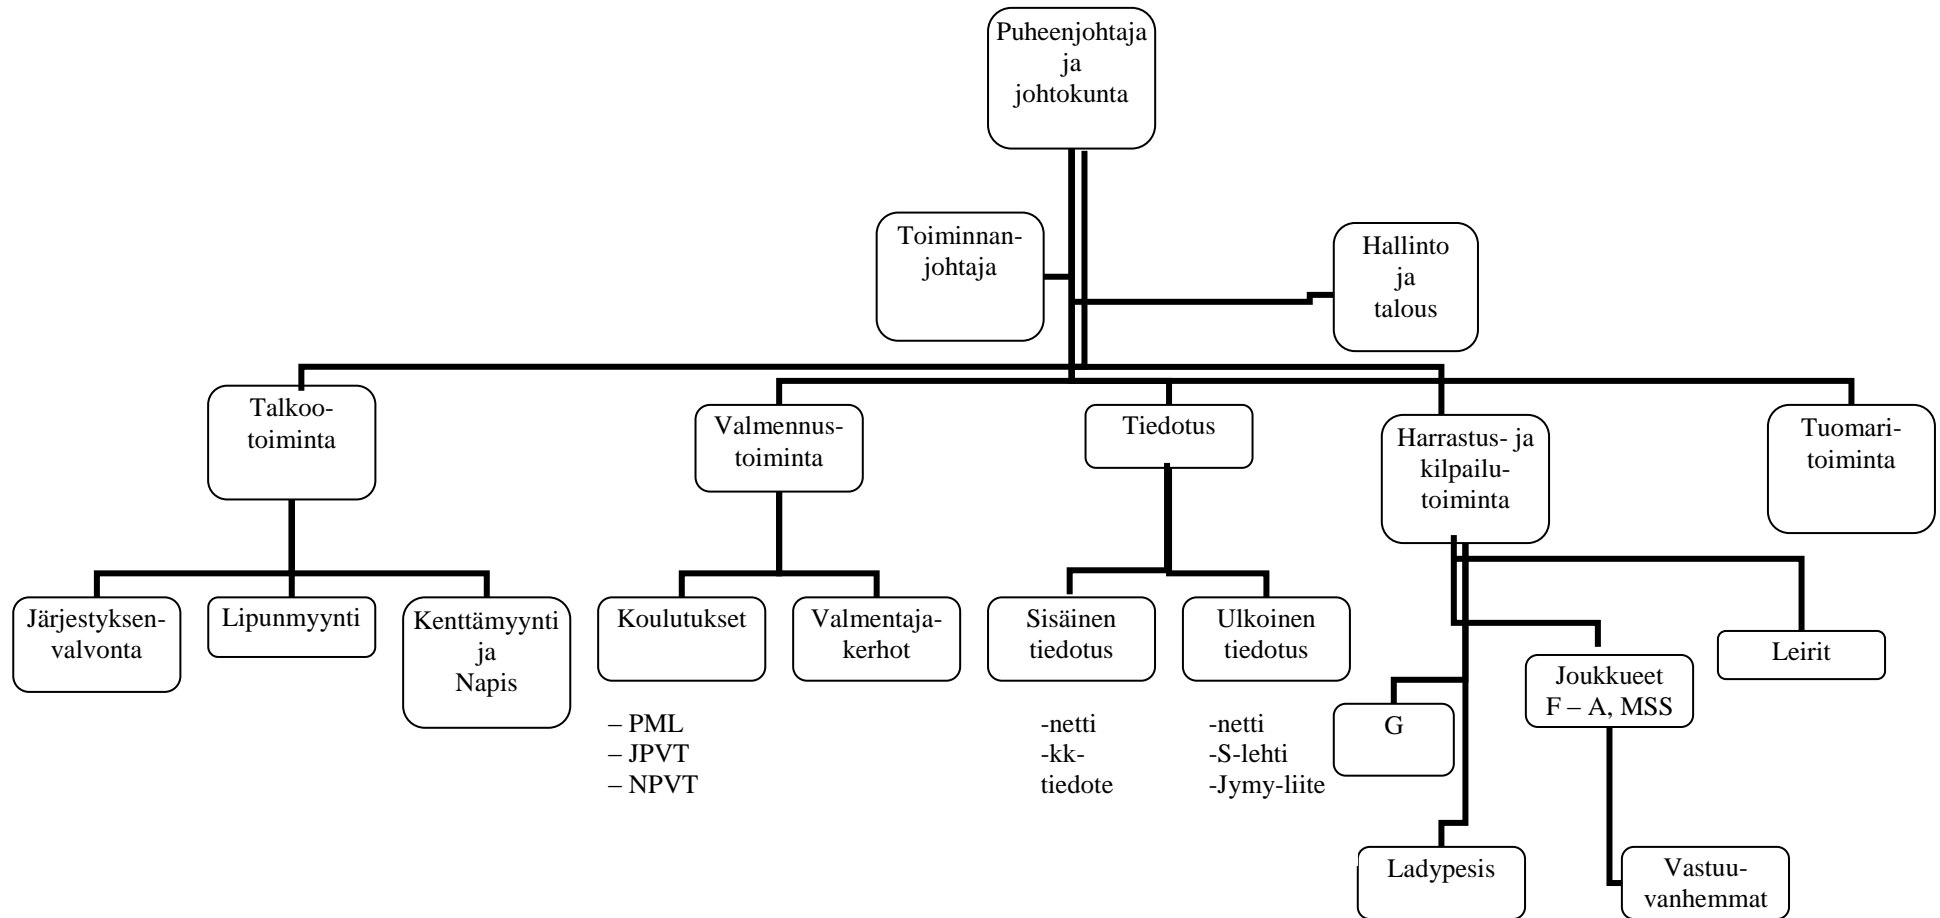 Puheenjohtaja
ja
johtokunta
Toiminnan-
johtaja
Hallinto
ja
talous
Talkoo-
toiminta
Valmennus-
toiminta
Tiedotus
Harrastus- ja
kilpailu-
toiminta
Tuomari-
toiminta
Järjestyksen-
valvonta
Lipunmyynti
Kenttämyynti
ja
Napis
Koulutukset
Valmentaja-
kerhot
Sisäinen
tiedotus
Ulkoinen
tiedotus
Joukkueet
F – A, MSS
Leirit
– PML
– JPVT
– NPVT
-netti
-kk-
tiedote
-netti
-S-lehti
-Jymy-liite
G
Ladypesis
Vastuu-
vanhemmat